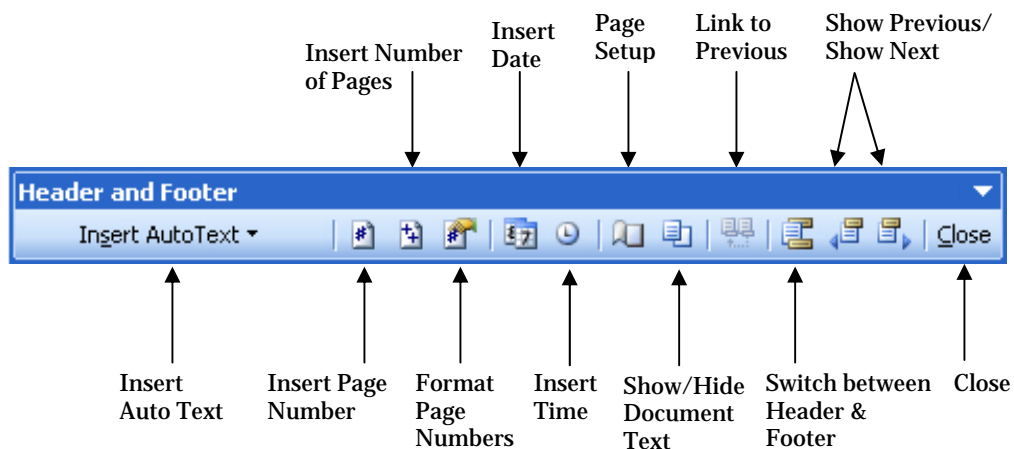 Insert Number
of Pages
Insert
Date
Page
Setup
Link to
Previous
Show Previous/
Show Next
Header and Footer
Insert AutoText
Close
Insert
Auto Text
Insert Page
Number
Format
Page
Numbers
Insert
Time
Show/Hide
Document
Text
Switch between
Header &
Footer
Close